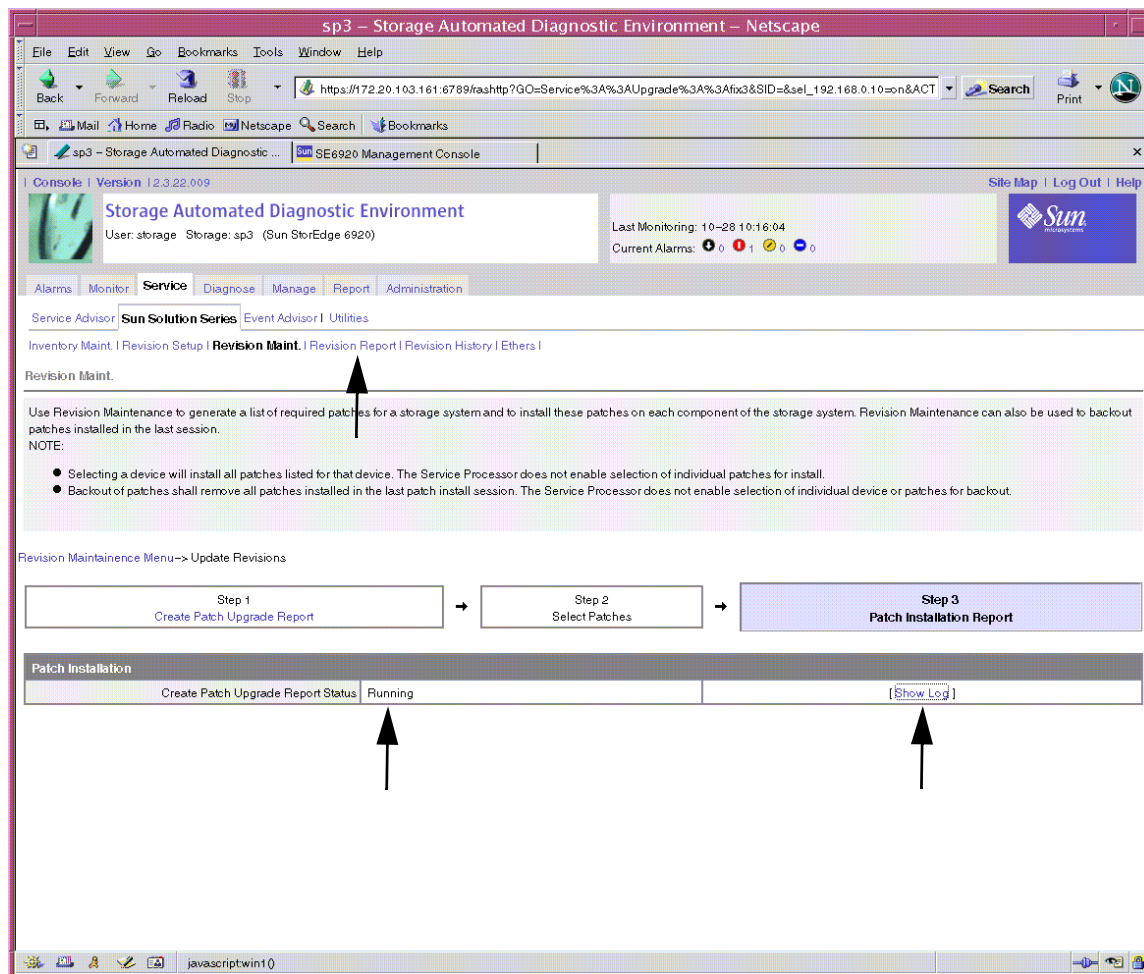 sp3 – Storage Automated Diagnostic Environment – Netscape
File Edit View Go Bookmarks Tools Window Help
Back Forward Reload Stop https://172.20.103.161:6789/rashttp?GO=Service%3A%3AUpgrade%3A%3Afix3&SID=&sel_192.168.0.10=on&ACT Search Print N
Mail Home Radio Netscape Search Bookmarks
sp3 – Storage Automated Diagnostic ... Sun SE6920 Management Console
| Console | Version | 2.3.22.009 Site Map | Log Out | Help
Storage Automated Diagnostic Environment
User: storage Storage: sp3 (Sun StorEdge 6920)
Last Monitoring: 10–28 10:16:04
Current Alarms: 0 1 0 0
Sun
microsystems
Alarms Monitor Service Diagnose Manage Report Administration
Service Advisor Sun Solution Series Event Advisor | Utilities
Inventory Maint. | Revision Setup | Revision Maint. | Revision Report | Revision History | Ethers |
Revision Maint.
Use Revision Maintenance to generate a list of required patches for a storage system and to install these patches on each component of the storage system. Revision Maintenance can also be used to backout
patches installed in the last session.
NOTE:
● Selecting a device will install all patches listed for that device. The Service Processor does not enable selection of individual patches for install.
● Backout of patches shall remove all patches installed in the last patch install session. The Service Processor does not enable selection of individual device or patches for backout.
Revision Maintainence Menu–> Update Revisions
Step 1
Create Patch Upgrade Report
Step 2
Select Patches
Step 3
Patch Installation Report
Patch Installation
Create Patch Upgrade Report Status Running [ Show Log ]
javascript:win1()